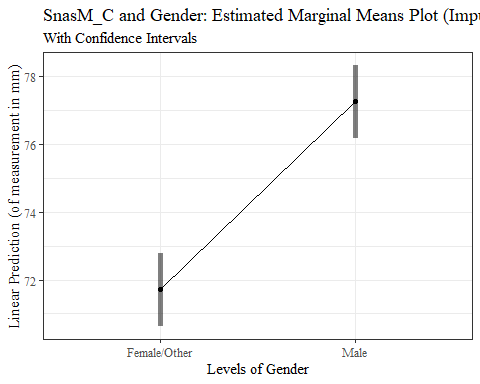 SnasM_C and Gender: Estimated Marginal Means Plot (Impu
With Confidence Intervals
Linear Prediction (of measurement in mm)
78
76
74
72
Female/Other
Male
Levels of Gender